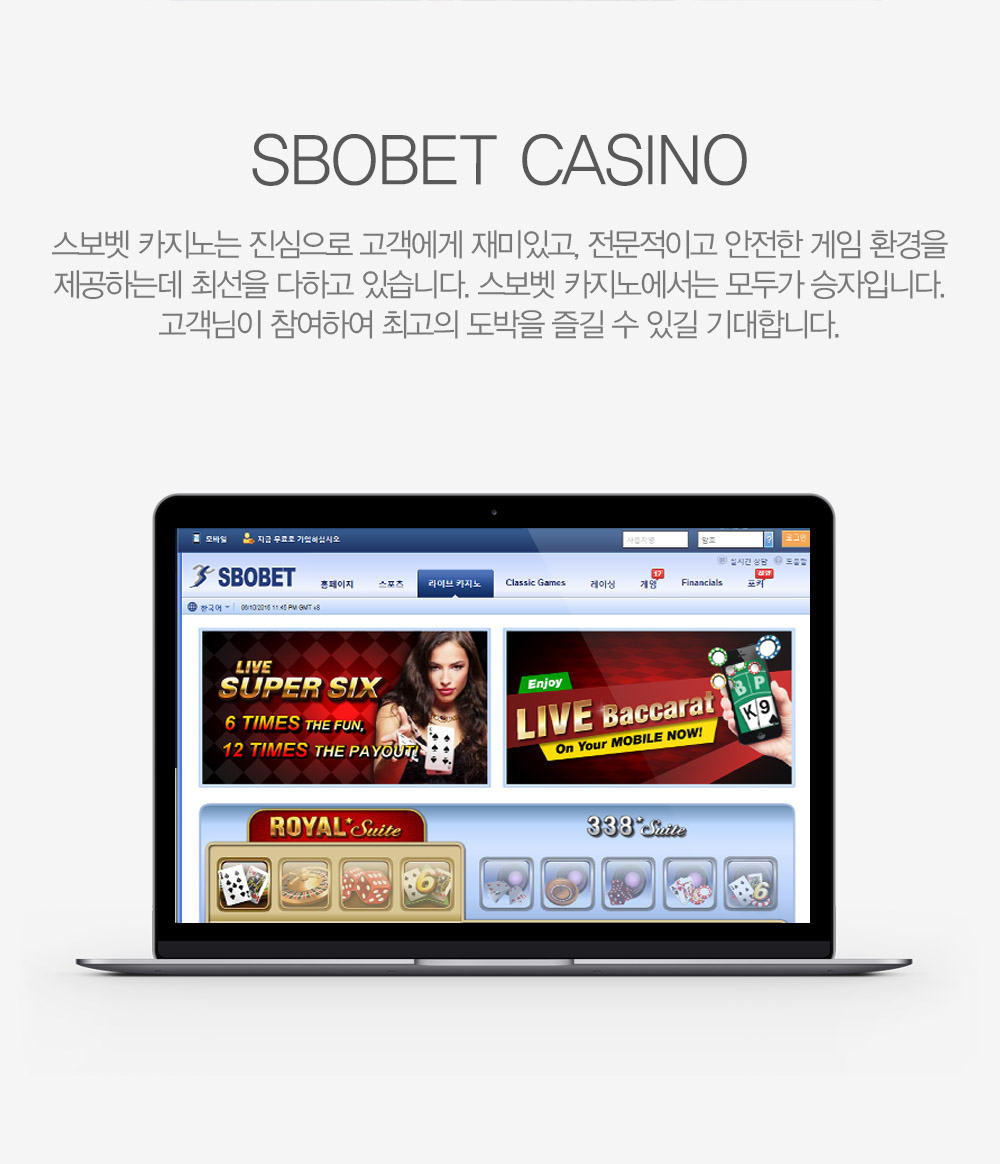 SBOBET CASINO
스보벳 카지노는 진심으로 고객에게 재미있고, 전문적이고 안전한 게임 환경을
제공하는데 최선을 다하고 있습니다. 스보벳 카지노에서는 모두가 승자입니다.
고객님이 참여하여 최고의 도박을 즐길 수 있길 기대합니다.
모바일 지금 무료로 가입하십시오 사용자명 암호 ? 로그인
실시간 상담 도움말
SBOBET 홈페이지 스포츠 라이브 카지노 Classic Games 레이싱 게임 17 Financials 포커
한국어 06/10/2016 11:45 PM GMT +8
LIVE
SUPER SIX
6 TIMES THE FUN,
12 TIMES THE PAYOUT!
Enjoy
LIVE Baccarat
On Your MOBILE NOW!
B P
K 9
ROYAL Suite
338 Suite
6
6